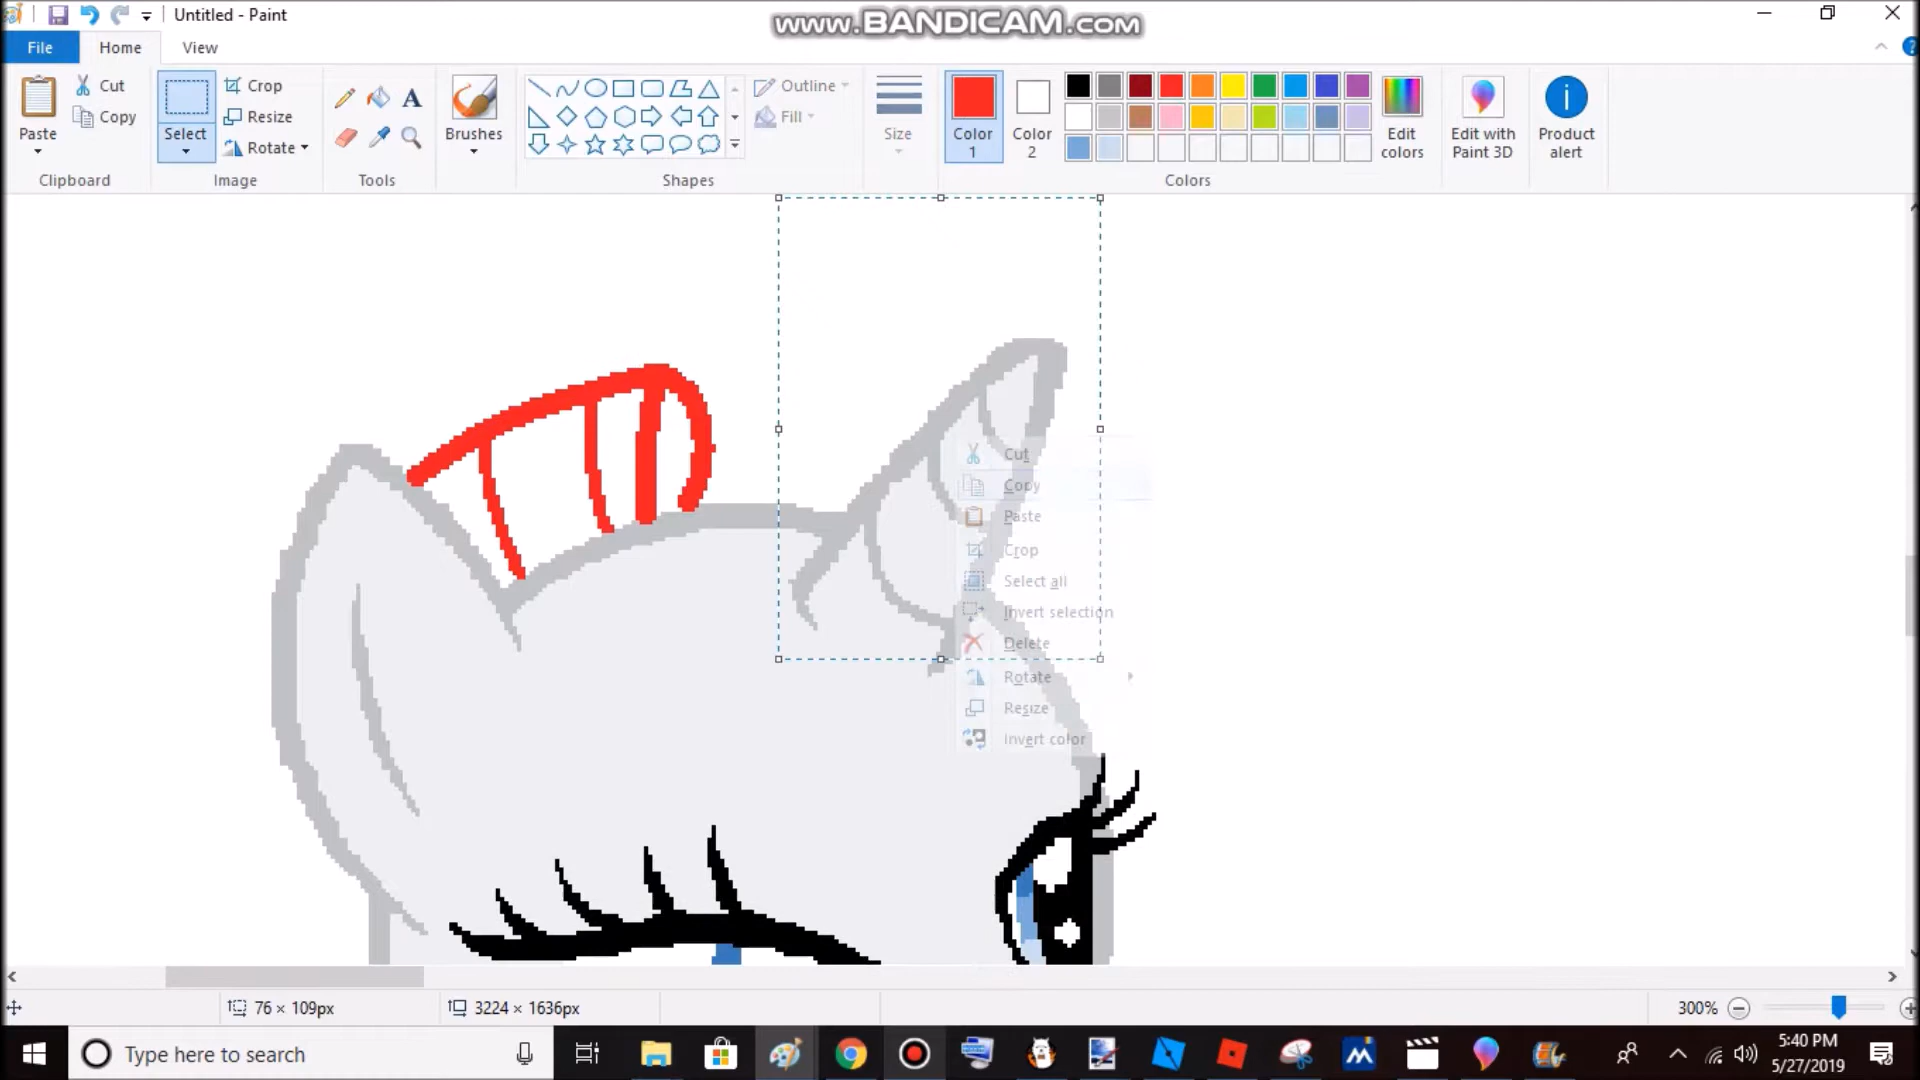 Untitled - Paint
www.BANDICAM.com
File Home View
Paste
Cut
Copy
Clipboard
Select
Crop
Resize
Rotate
Image
A
Tools
Brushes
Shapes
Outline
Fill
Size
Color 1
Color 2
Colors
Edit colors
Edit with Paint 3D
Product alert
Cut
Copy
Paste
Crop
Select all
Invert selection
Delete
Rotate
Resize
Invert color
76 × 109px
3224 × 1636px
300%
Type here to search
5:40 PM
5/27/2019